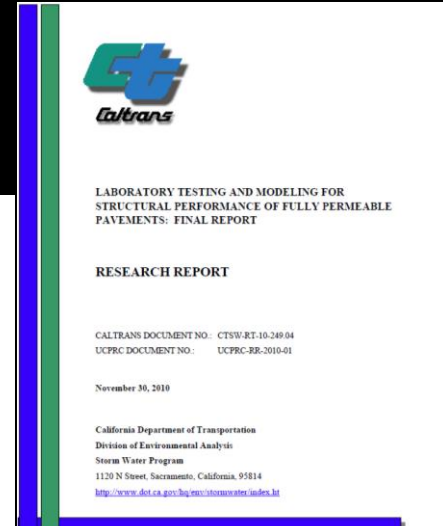 Caltrans
LABORATORY TESTING AND MODELING FOR
STRUCTURAL PERFORMANCE OF FULLY PERMEABLE
PAVEMENTS: FINAL REPORT
RESEARCH REPORT
CALTRANS DOCUMENT NO.: CTSW-RT-10-249.04
UCPRC DOCUMENT NO.: UCPRC-RR-2010-01
November 30, 2010
California Department of Transportation
Division of Environmental Analysis
Storm Water Program
1120 N Street, Sacramento, California, 95814
http://www.dot.ca.gov/hq/env/stormwater/index.ht